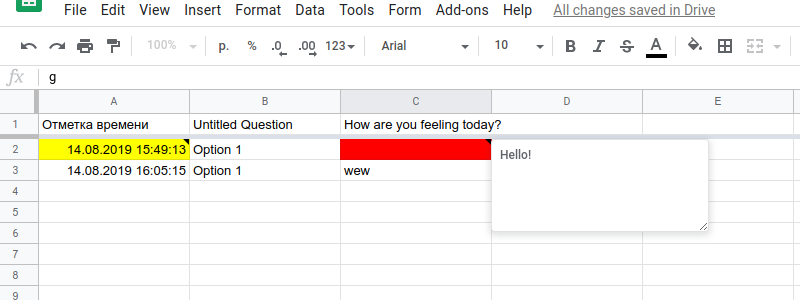 File Edit View Insert Format Data Tools Form Add-ons Help All changes saved in Drive
100% р. % .0 .00 123 Arial 10 B I S A
fx g
A B C D E
1 Отметка времени Untitled Question How are you feeling today?
2 14.08.2019 15:49:13 Option 1 Hello!
3 14.08.2019 16:05:15 Option 1 wew
4
5
6
7
8
9